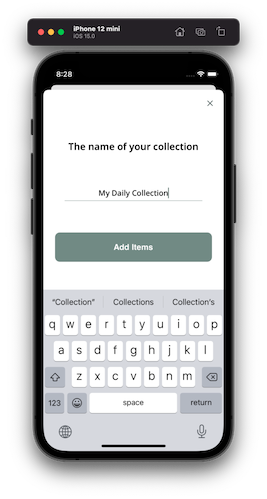 iPhone 12 mini
iOS 15.0
8:28
The name of your collection
My Daily Collection
Add Items
"Collection" Collections Collection's
q w e r t y u i o p
a s d f g h j k l
z x c v b n m
123 space return